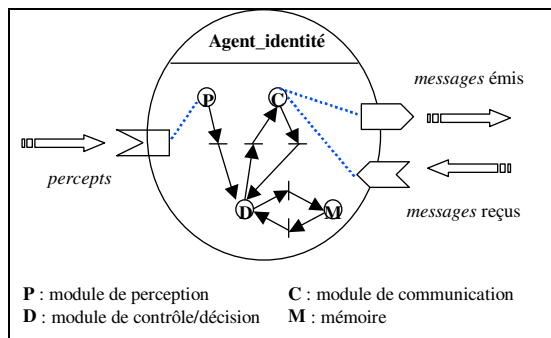 Agent_identité
P
C
messages émis
percepts
messages reçus
D
M
P : module de perception
C : module de communication
D : module de contrôle/décision
M : mémoire